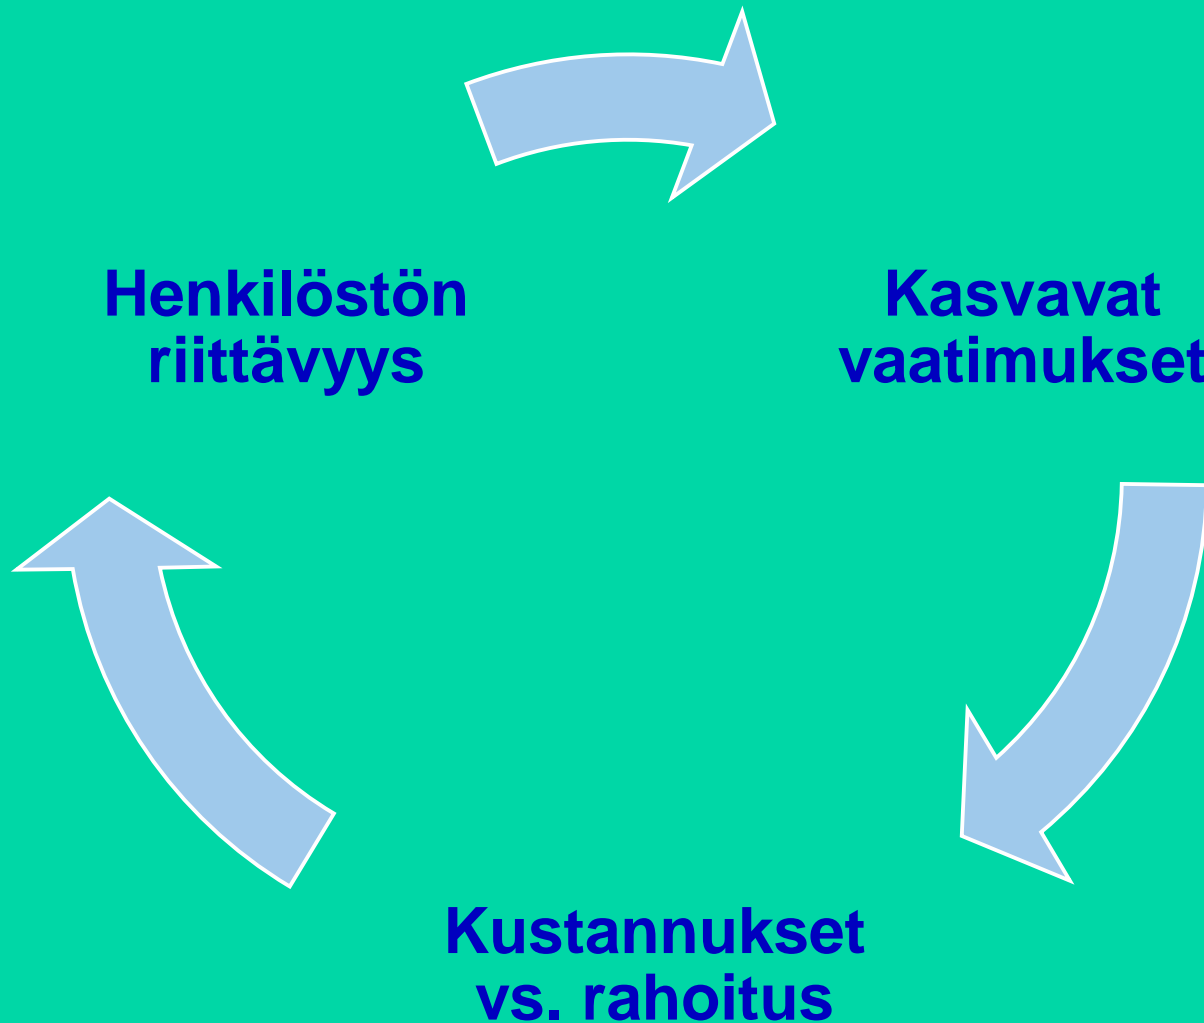 Henkilöstön
riittävyys
Kasvavat
vaatimukset
Kustannukset
vs. rahoitus